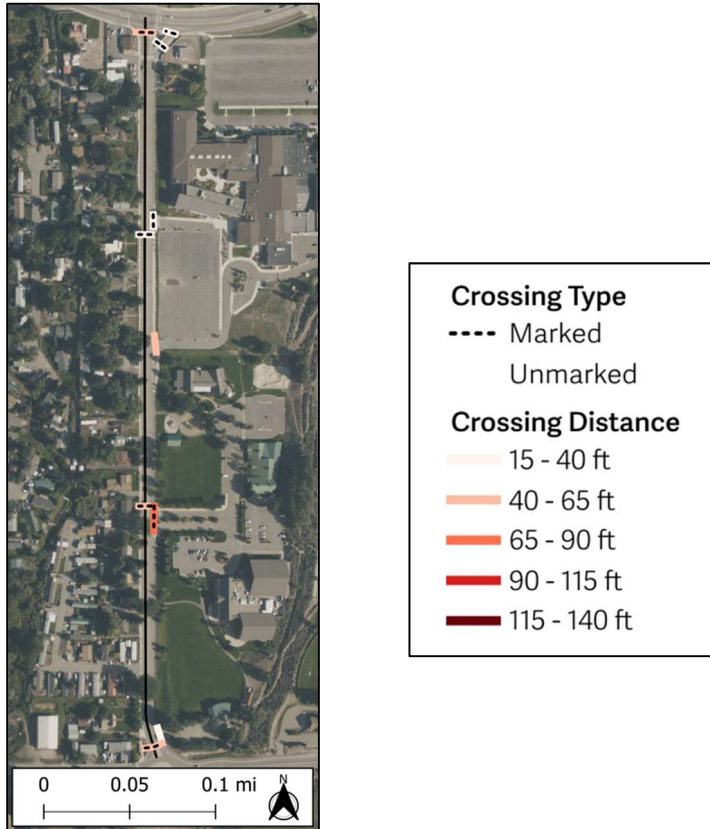 Crossing Type
Marked
Unmarked
Crossing Distance
15 - 40 ft
40 - 65 ft
65 - 90 ft
90 - 115 ft
115 - 140 ft
0 0.05 0.1 mi
N